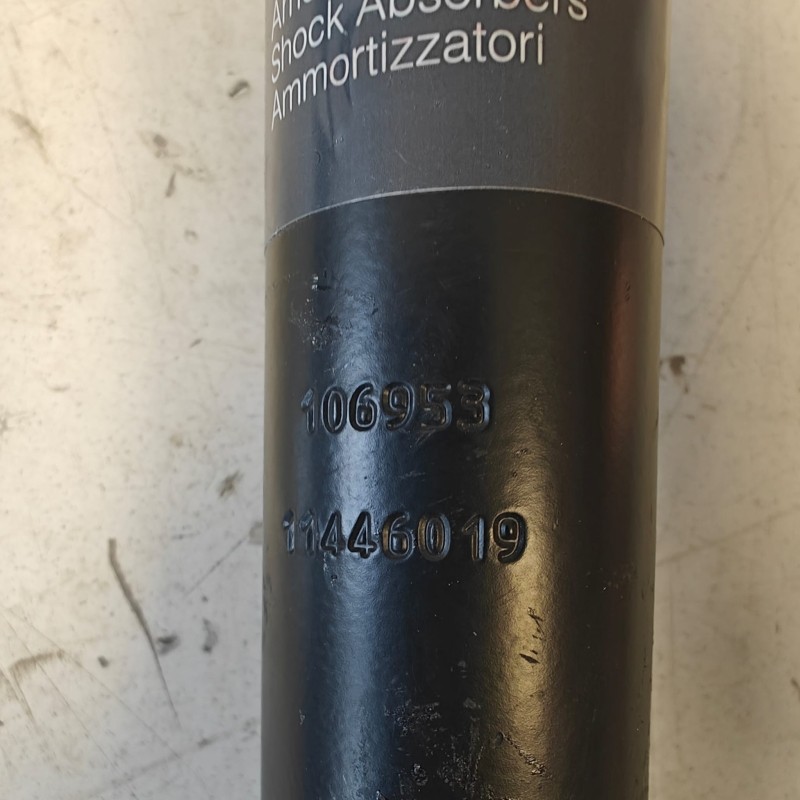 Shock Absorbers
Ammortizzatori
106953
11446019